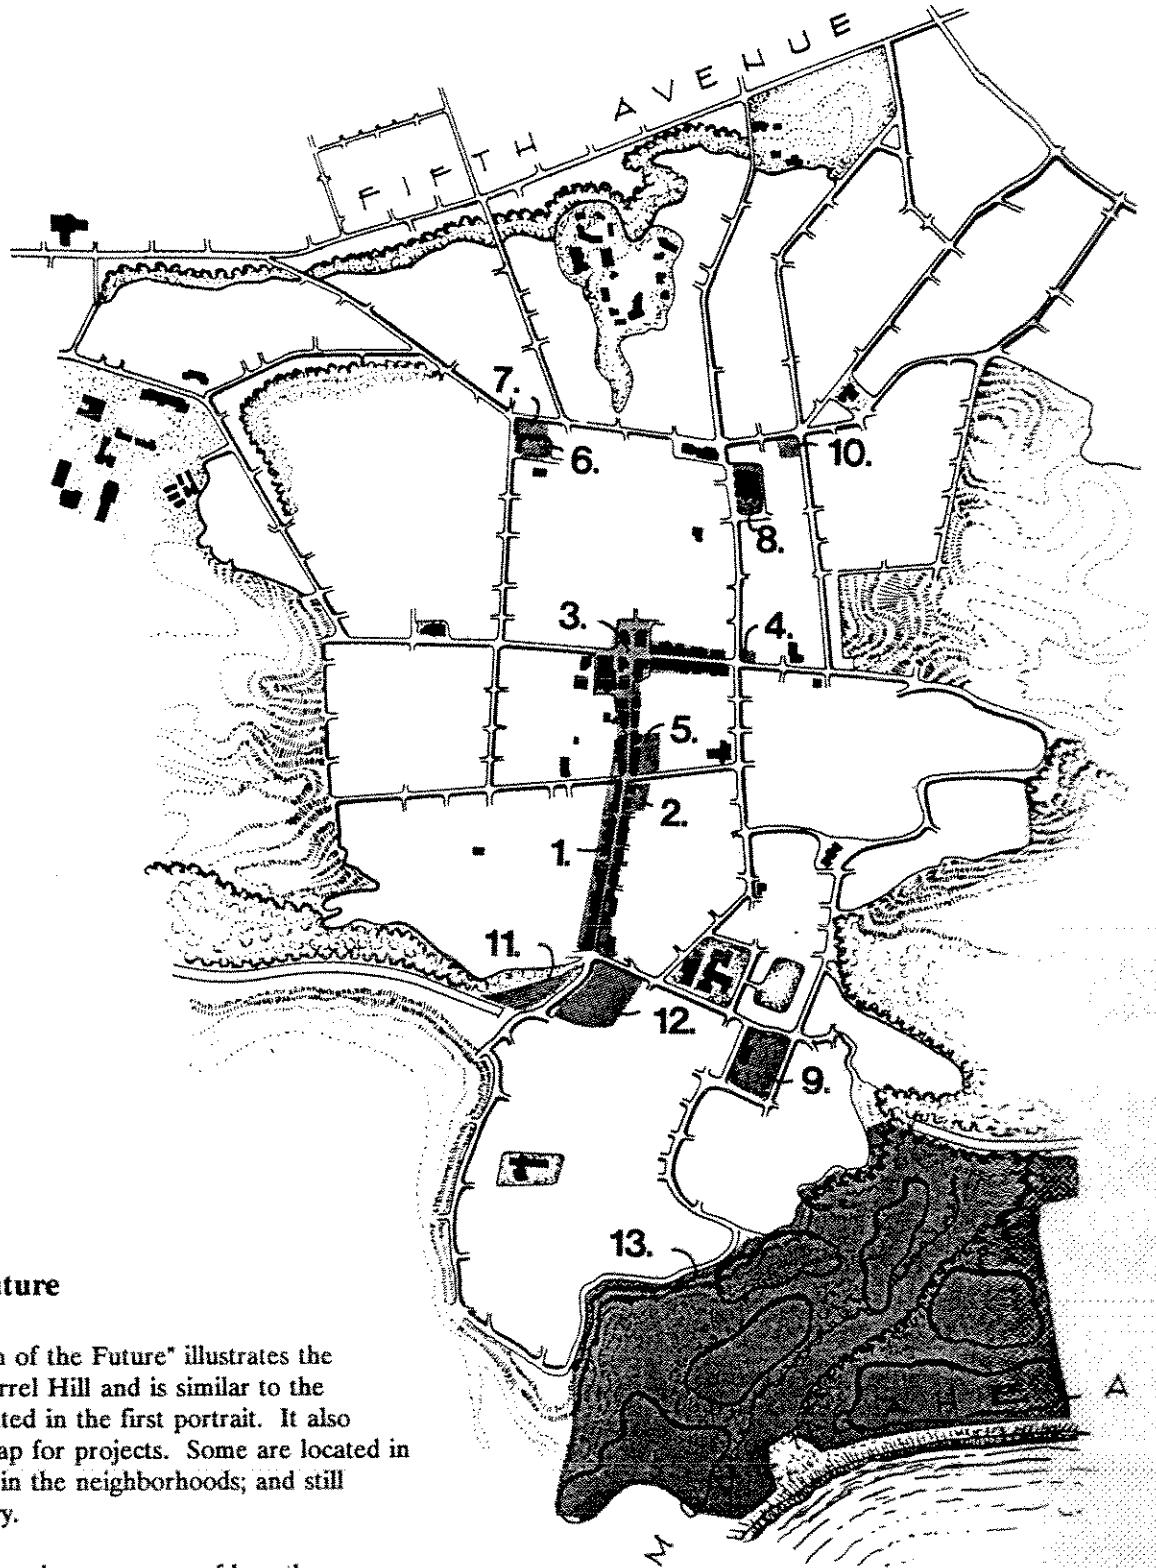 FIFTH AVENUE
7.
6.
10.
8.
3.
4.
5.
2.
1.
11.
12.
9.
13.
A
M
uture
n of the Future" illustrates the
rrel Hill and is similar to the
ted in the first portrait. It also
ap for projects. Some are located in
in the neighborhoods; and still
y.